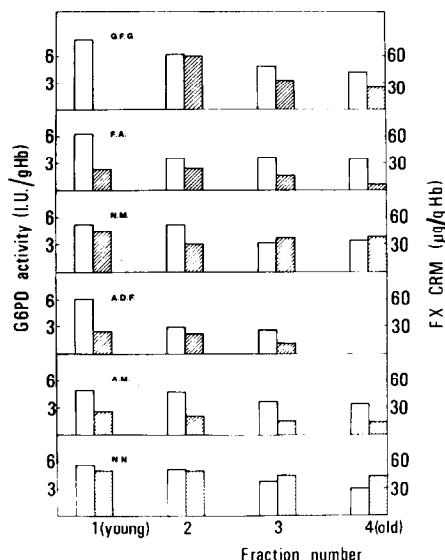 G6PD activity (I.U./gHb)
FX CRM (µg/g Hb)
G.F.G
6
3
60
30
F.A.
6
3
60
30
N.M.
6
3
60
30
A.D.F.
6
3
60
30
A.M.
6
3
60
30
N.N.
6
3
60
30
1(young) 2 3 4(old)
Fraction number